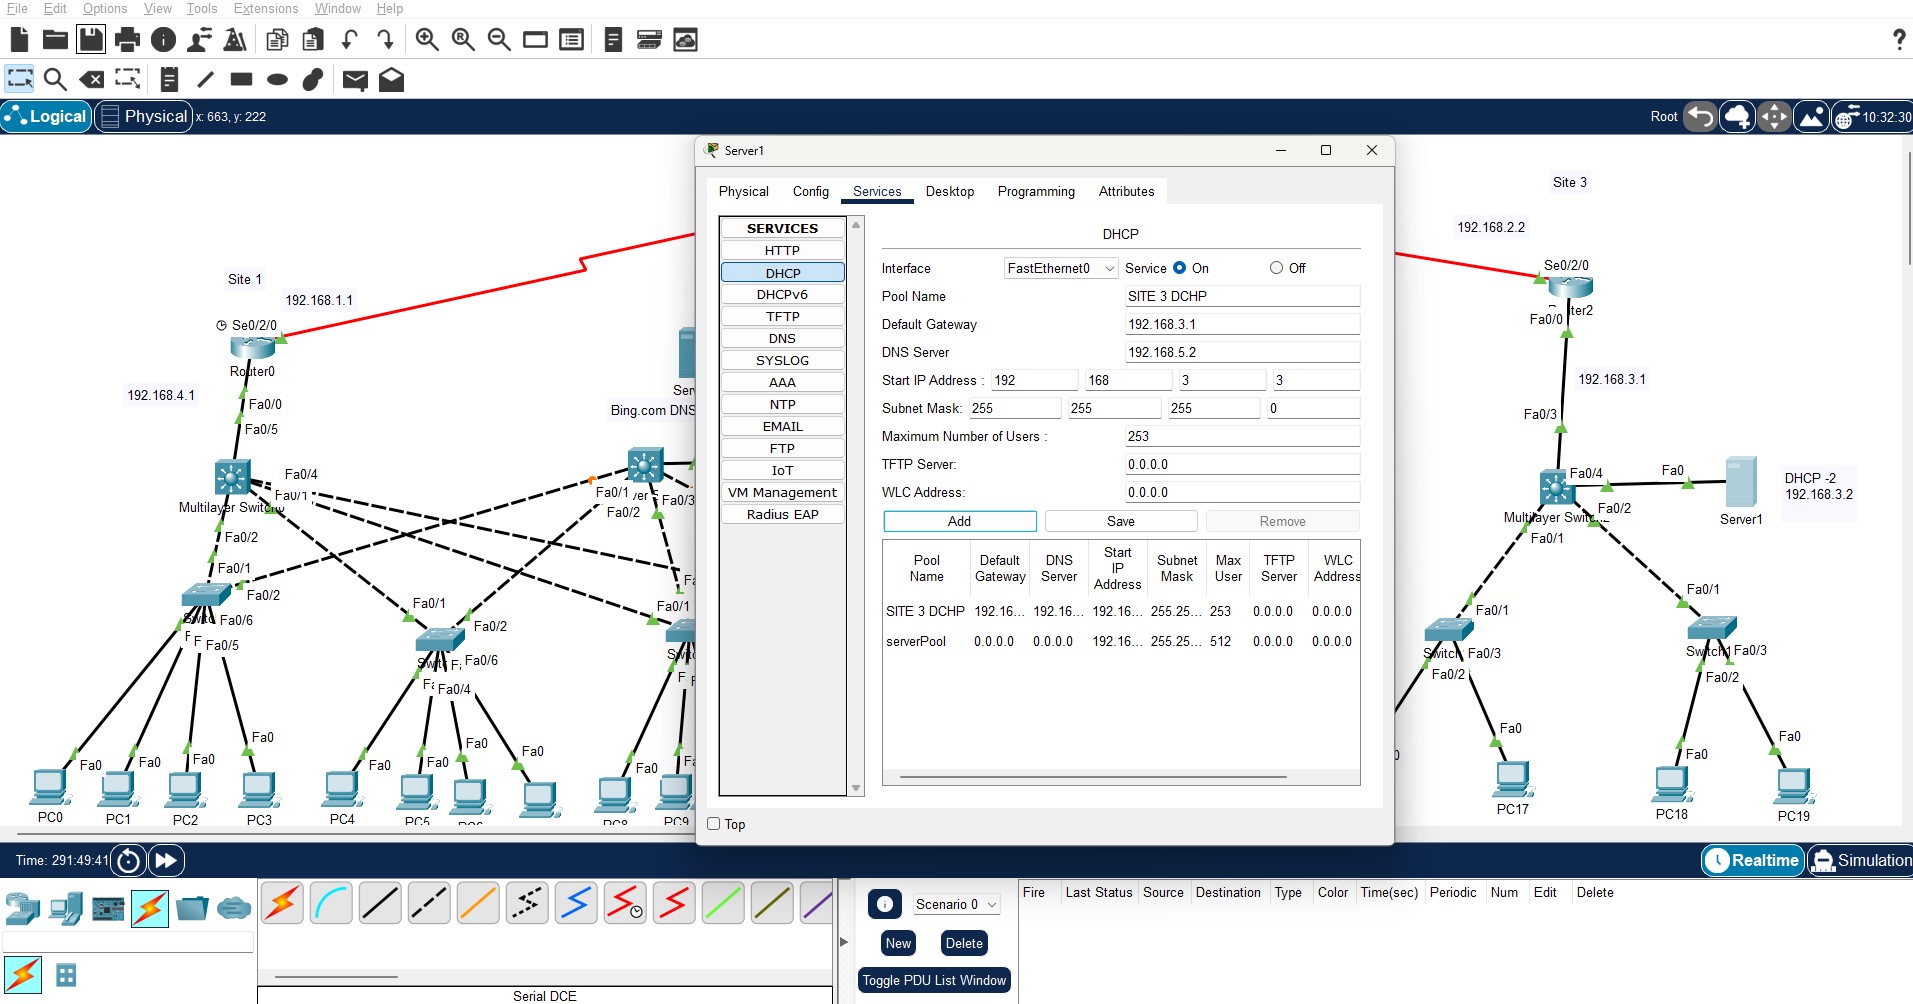 File Edit Options View Tools Extensions Window Help
Logical Physical x: 663, y: 222 Root 10:32:30
Server1
Physical Config Services Desktop Programming Attributes
SERVICES
HTTP
DHCP
DHCPv6
TFTP
DNS
SYSLOG
AAA
NTP
EMAIL
FTP
IoT
VM Management
Radius EAP
DHCP
Interface FastEthernet0 Service On Off
Pool Name SITE 3 DCHP
Default Gateway 192.168.3.1
DNS Server 192.168.5.2
Start IP Address : 192 168 3 3
Subnet Mask: 255 255 255 0
Maximum Number of Users : 253
TFTP Server: 0.0.0.0
WLC Address: 0.0.0.0
Add Save Remove
Pool Name Default Gateway DNS Server Start IP Address Subnet Mask Max User TFTP Server WLC Address
SITE 3 DCHP 192.16... 192.16... 192.16... 255.25... 253 0.0.0.0 0.0.0.0
serverPool 0.0.0.0 0.0.0.0 192.16... 255.25... 512 0.0.0.0 0.0.0.0
Top
Site 1
192.168.1.1
Se0/2/0
Router0
192.168.4.1
Fa0/0
Fa0/5
Fa0/4
Fa0/1
Multilayer Switch0
Fa0/2
Fa0/1
Fa0/2
Fa0/6
Fa0/5
Bing.com DNS
Fa0/1
Fa0/3
Fa0/2
Fa0/1
Fa0/2
Fa0/6
Fa0/4
Fa0/1
Fa0 Fa0 Fa0 Fa0 Fa0 Fa0 Fa0 Fa0 Fa0
PC0 PC1 PC2 PC3 PC4 PC5 PC6 PC8 PC9
Site 3
192.168.2.2
Se0/2/0
Fa0/0
192.168.3.1
Fa0/3
Fa0/4
Fa0
DHCP -2
192.168.3.2
Server1
Fa0/2
Fa0/1
Fa0/1
Fa0/1
Switch
Fa0/3
Fa0/2
Switch1
Fa0/3
Fa0/2
Fa0 Fa0 Fa0
PC17 PC18 PC19
Time: 291:49:41 Realtime Simulation
Scenario 0
New Delete
Toggle PDU List Window
Fire Last Status Source Destination Type Color Time(sec) Periodic Num Edit Delete
Serial DCE